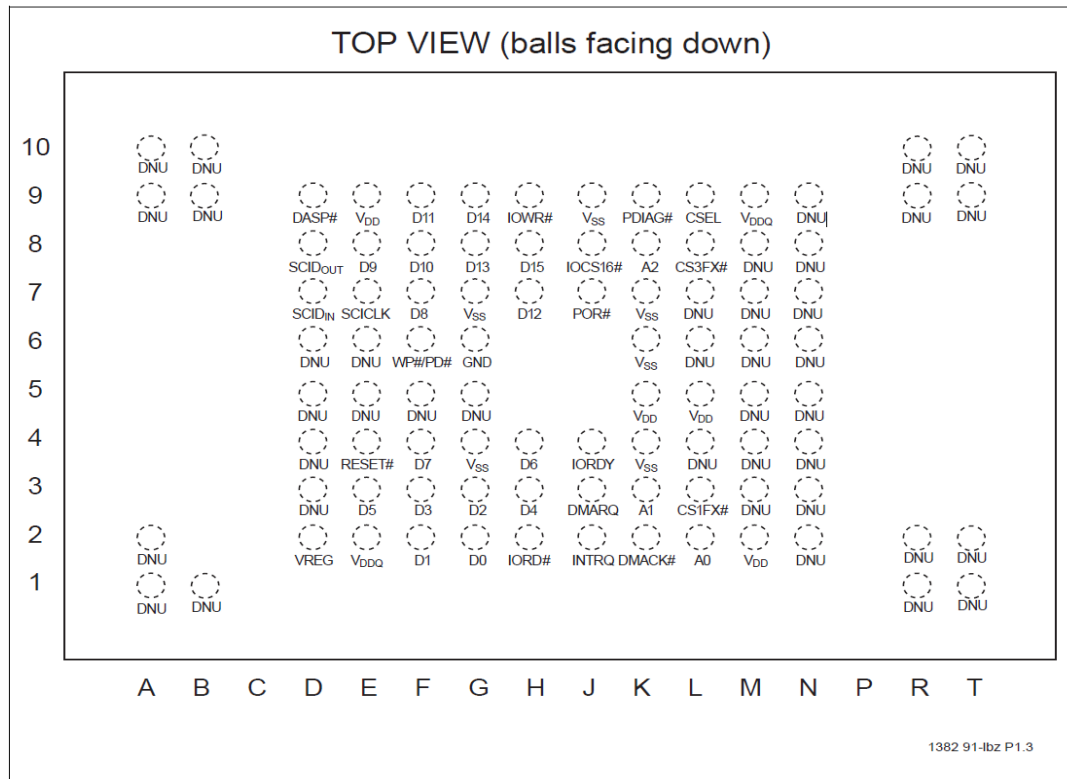 TOP VIEW (balls facing down)
10
DNU DNU DNU DNU
9
DNU DNU DASP# VDD D11 D14 IOWR# VSS PDIAG# CSEL VDDQ DNU DNU DNU
8
SCIDOUT D9 D10 D13 D15 IOCS16# A2 CS3FX# DNU DNU
7
SCIDIN SCICLK D8 VSS D12 POR# VSS DNU DNU DNU
6
DNU DNU WP#/PD# GND VSS DNU DNU DNU
5
DNU DNU DNU DNU VDD VDD DNU DNU
4
DNU RESET# D7 VSS D6 IORDY VSS DNU DNU DNU
3
DNU D5 D3 D2 D4 DMARQ A1 CS1FX# DNU DNU
2
DNU VREG VDDQ D1 D0 IORD# INTRQ DMACK# A0 VDD DNU DNU DNU
1
DNU DNU DNU DNU
A B C D E F G H J K L M N P R T
1382 91-lbz P1.3